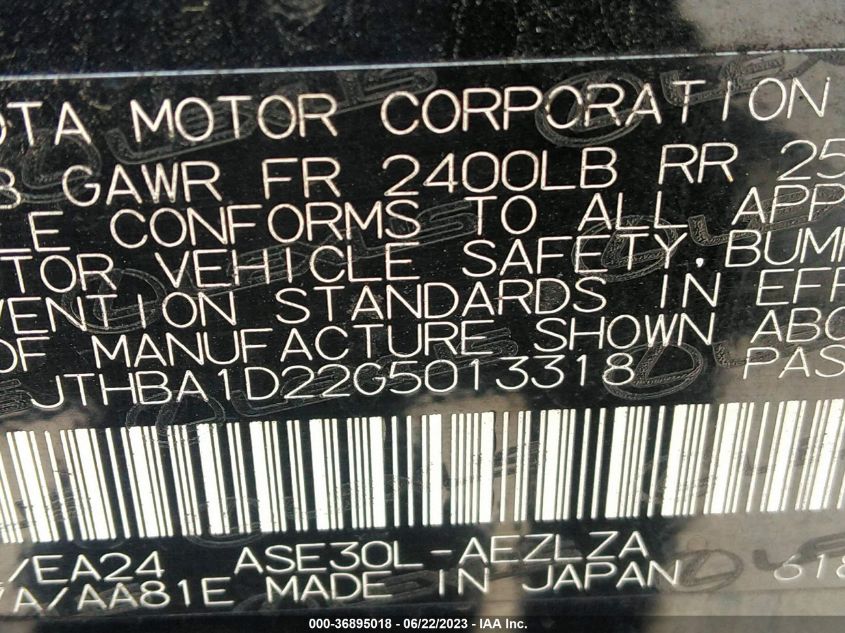 OTA MOTOR CORPORATION
B GAWR FR 2400LB RR 25
LE CONFORMS TO ALL APP
TOR VEHICLE SAFETY, BUMP
VENTION STANDARDS IN EFF
OF MANUFACTURE SHOWN ABO
JTHBA1D22G5013318 PAS
/EA24 ASE30L-AEZLZA
A/AA81E MADE IN JAPAN 618
000-36895018 - 06/22/2023 - IAA Inc.